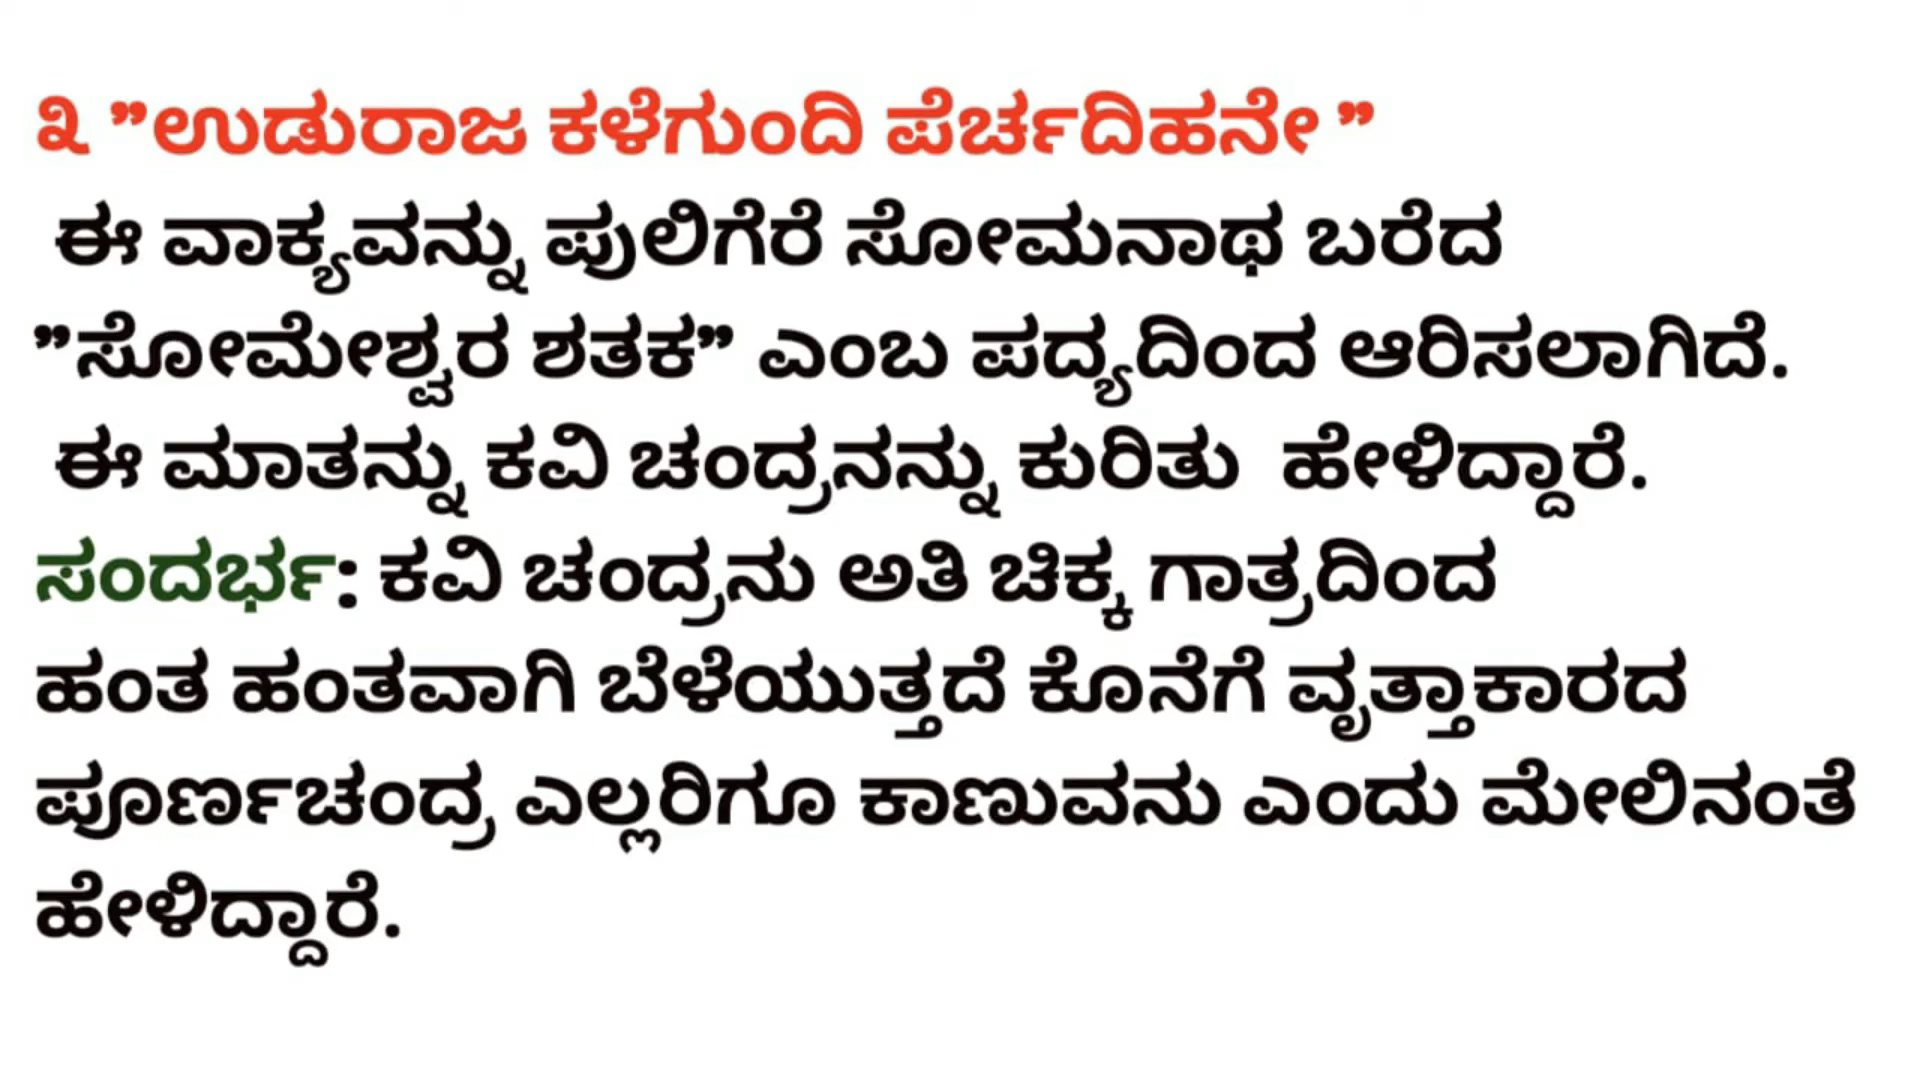 ೩ ”ಉಡುರಾಜ ಕಳೆಗುಂದಿ ಪೆರ್ಚದಿಹನೇ ”
ಈ ವಾಕ್ಯವನ್ನು ಪುಲಿಗೆರೆ ಸೋಮನಾಥ ಬರೆದ
”ಸೋಮೇಶ್ವರ ಶತಕ” ಎಂಬ ಪದ್ಯದಿಂದ ಆರಿಸಲಾಗಿದೆ.
ಈ ಮಾತನ್ನು ಕವಿ ಚಂದ್ರನನ್ನು ಕುರಿತು ಹೇಳಿದ್ದಾರೆ.
ಸಂದರ್ಭ: ಕವಿ ಚಂದ್ರನು ಅತಿ ಚಿಕ್ಕ ಗಾತ್ರದಿಂದ
ಹಂತ ಹಂತವಾಗಿ ಬೆಳೆಯುತ್ತದೆ ಕೊನೆಗೆ ವೃತ್ತಾಕಾರದ
ಪೂರ್ಣಚಂದ್ರ ಎಲ್ಲರಿಗೂ ಕಾಣುವನು ಎಂದು ಮೇಲಿನಂತೆ
ಹೇಳಿದ್ದಾರೆ.